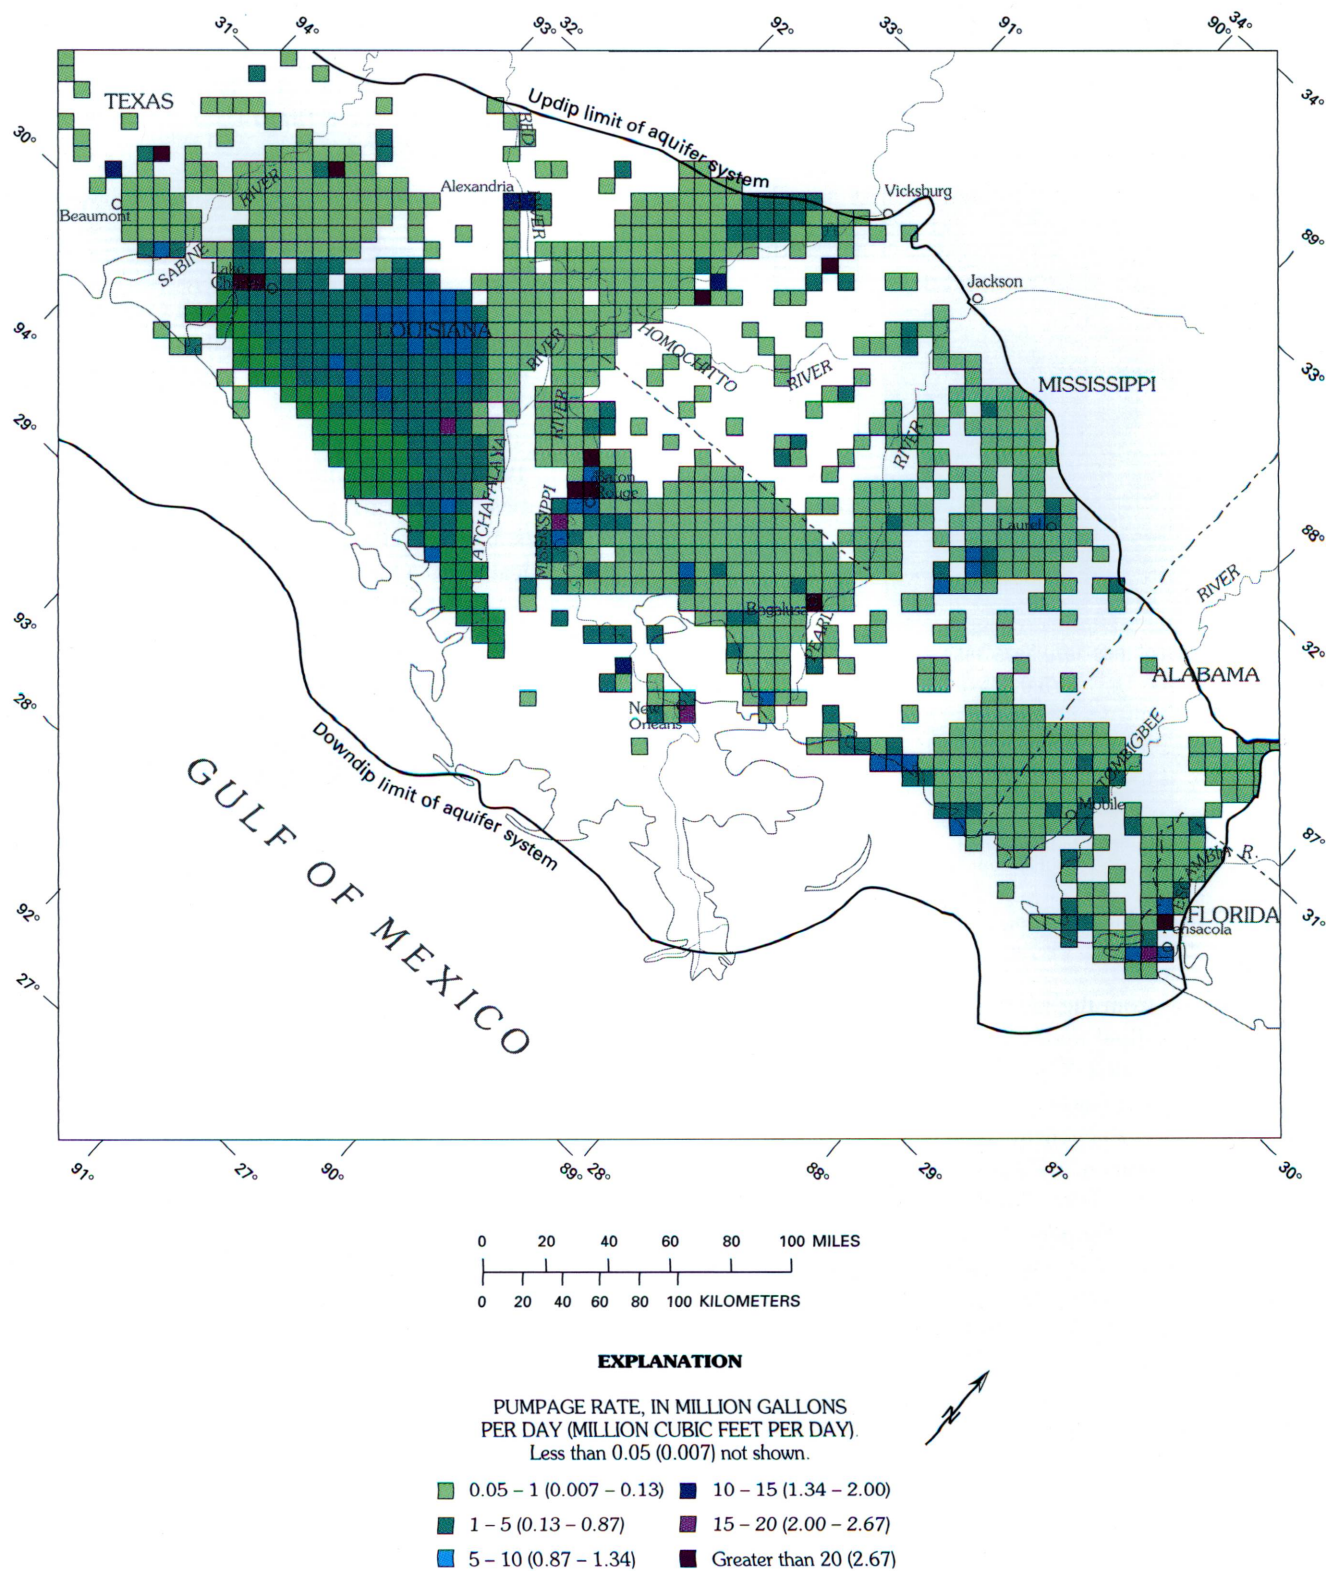 31° 94° 93° 32° 92° 33° 91° 90° 34°
34°
TEXAS
Updip limit of aquifer system
RED
RIVER
30°
Alexandria
Vicksburg
RIVER
Beaumont
89°
SABINE
Lake
Jackson
94°
LOUISIANA
HOMOCHITTO
RIVER
RIVER
33°
MISSISSIPPI
29°
RIVER
RIVER
ATCHAFALAYA
Baton
Rouge
MISSISSIPPI
Laurel
88°
RIVER
93°
Bogalusa
PEARL
32°
ALABAMA
28°
New
Orleans
TOMBIGBEE
GULF OF MEXICO
Downdip limit of aquifer system
Mobile
87°
ESCAMBIA R.
92°
FLORIDA
31°
Pensacola
27°
91° 27° 90° 89° 28° 88° 29° 87° 30°
0 20 40 60 80 100 MILES
0 20 40 60 80 100 KILOMETERS
EXPLANATION
PUMPAGE RATE, IN MILLION GALLONS
PER DAY (MILLION CUBIC FEET PER DAY).
Less than 0.05 (0.007) not shown.
N
0.05 – 1 (0.007 – 0.13) 10 – 15 (1.34 – 2.00)
1 – 5 (0.13 – 0.87) 15 – 20 (2.00 – 2.67)
5 – 10 (0.87 – 1.34) Greater than 20 (2.67)